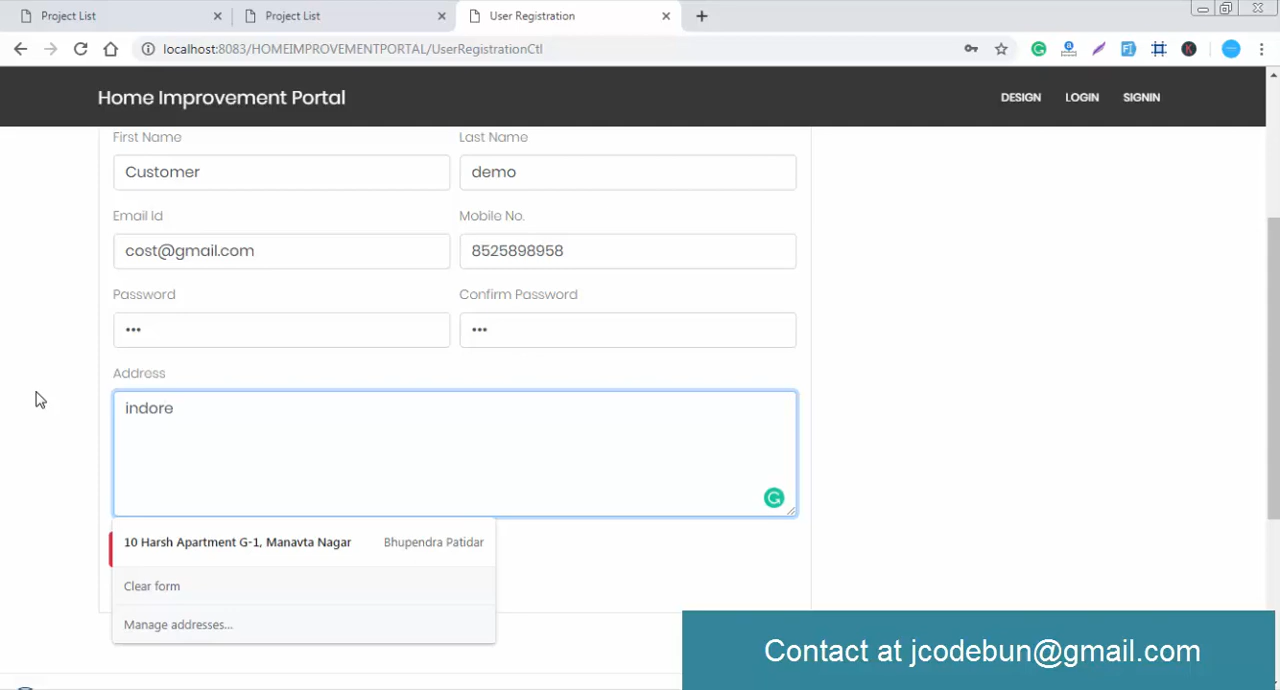 Project List
Project List
User Registration
localhost:8083/HOMEIMPROVEMENTPORTAL/UserRegistrationCtl
Home Improvement Portal
DESIGN LOGIN SIGNIN
First Name Last Name
Customer demo
Email Id Mobile No.
cost@gmail.com 8525898958
Password Confirm Password
••• •••
Address
indore
10 Harsh Apartment G-1, Manavta Nagar Bhupendra Patidar
Clear form
Manage addresses...
Contact at jcodebun@gmail.com